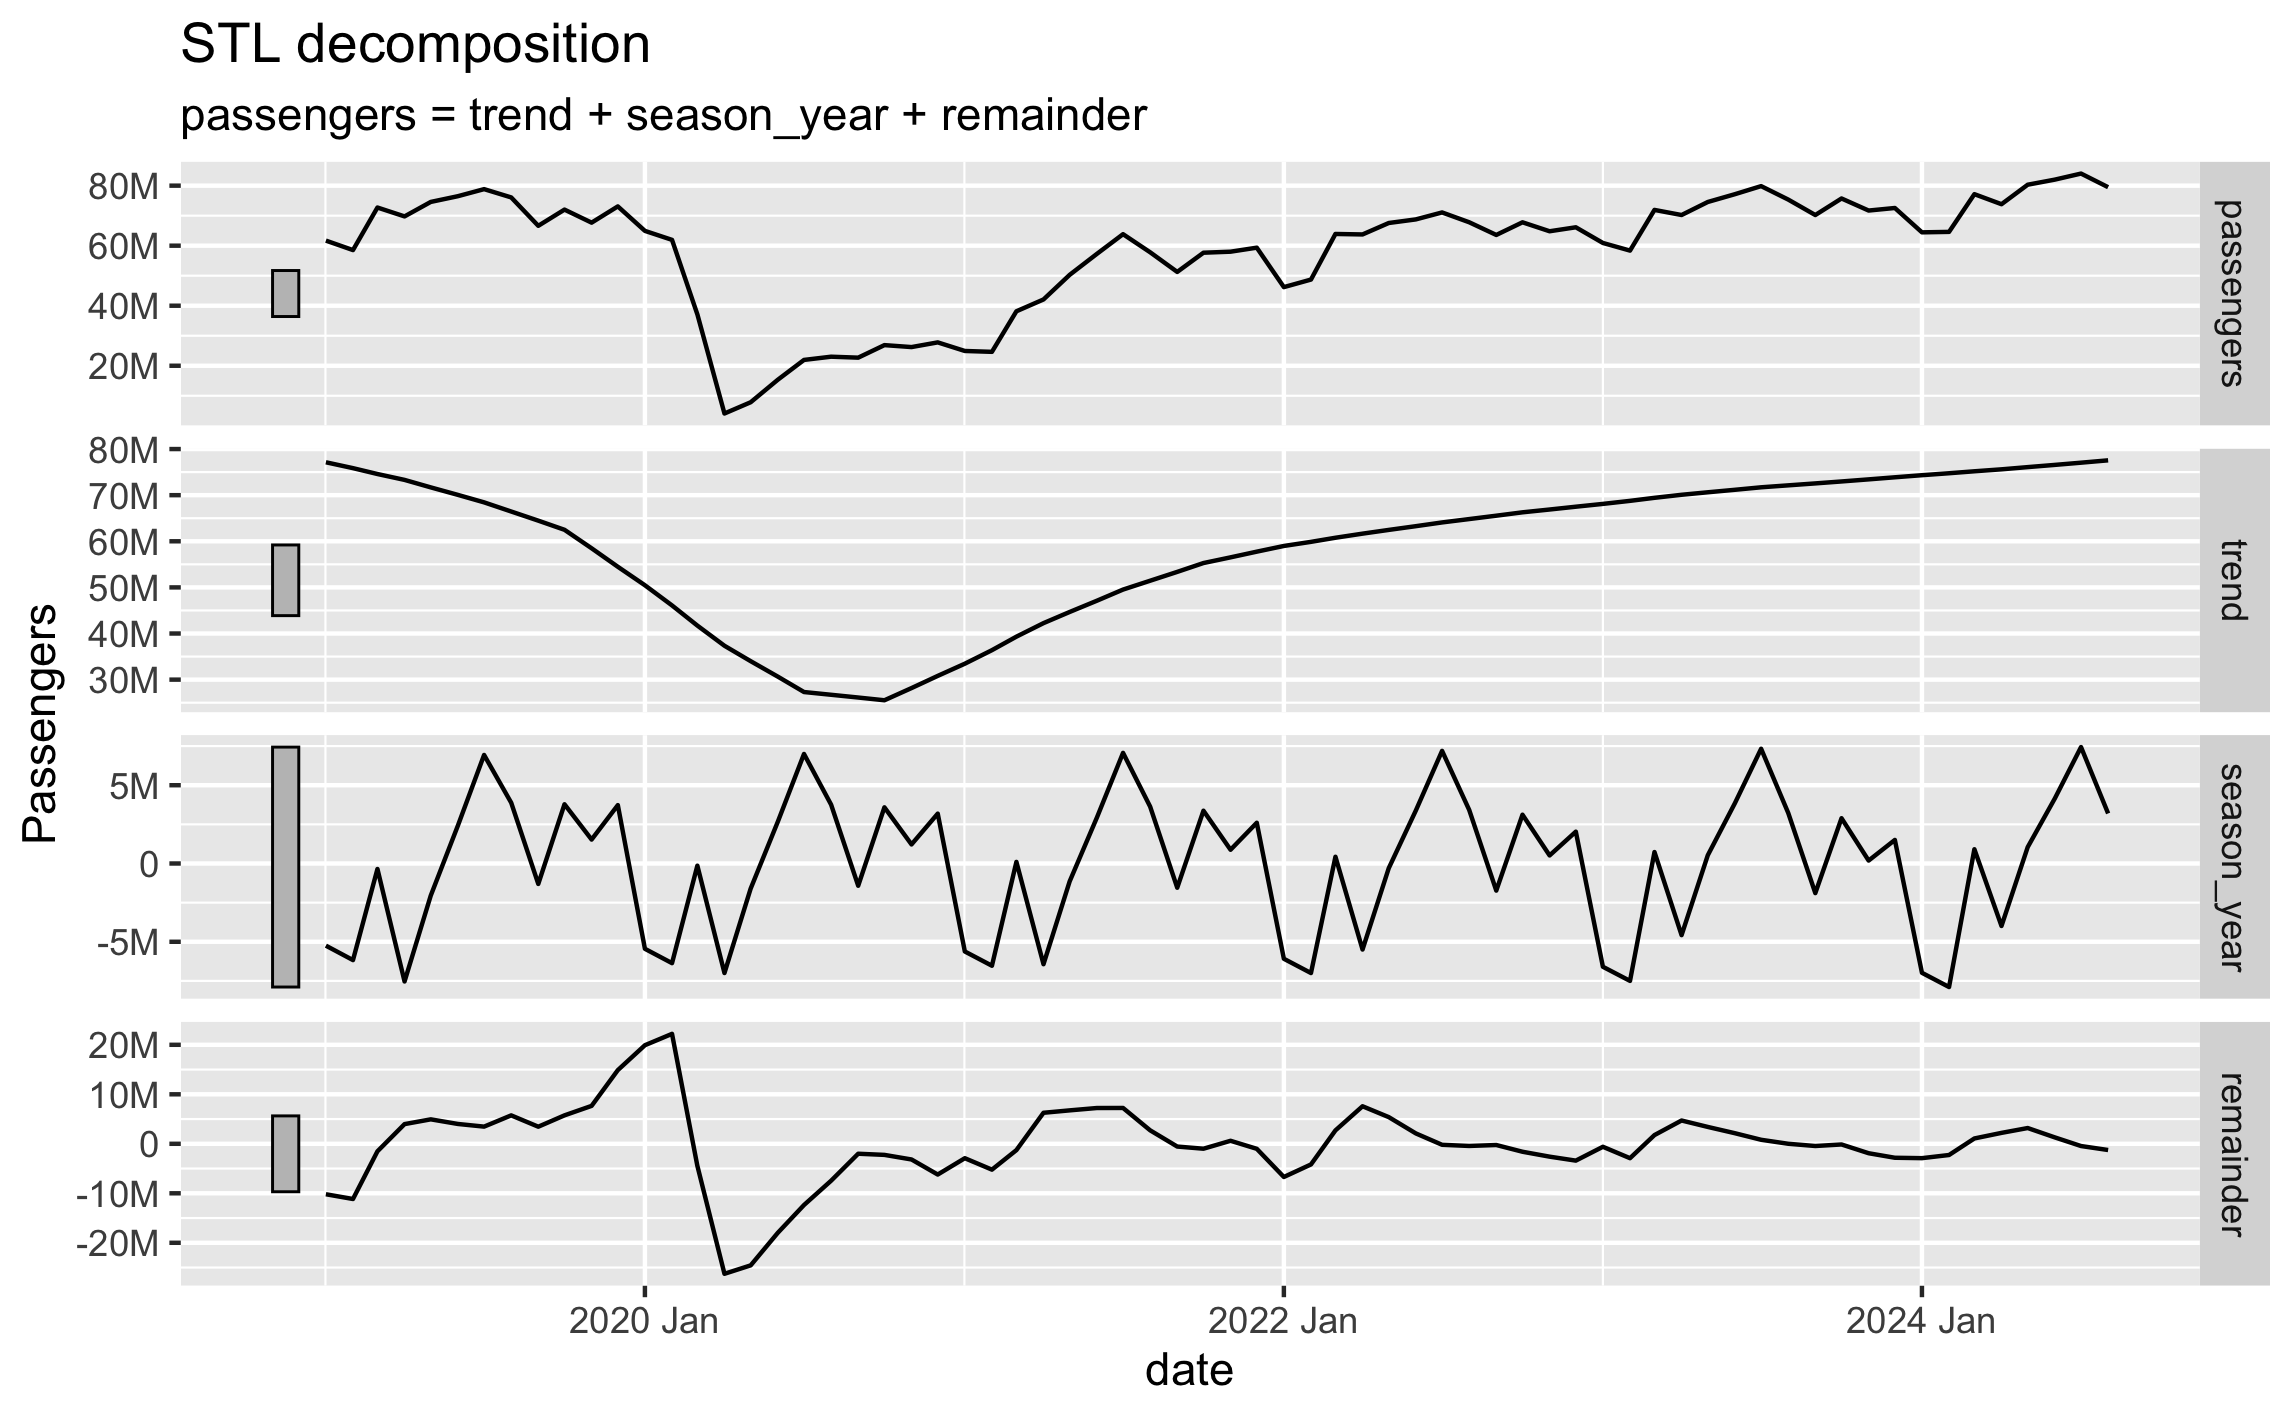 STL decomposition
passengers = trend + season_year + remainder
Passengers
80M
60M
40M
20M
passengers
80M
70M
60M
50M
40M
30M
trend
5M
0
-5M
season_year
20M
10M
0
-10M
-20M
remainder
2020 Jan
2022 Jan
2024 Jan
date